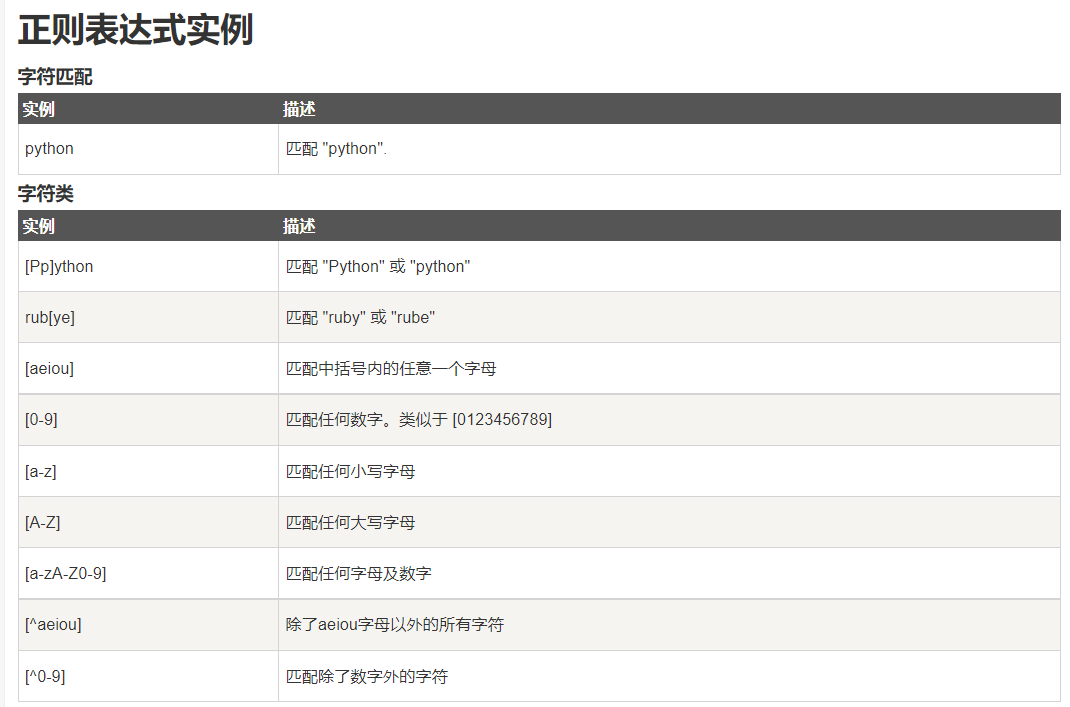 正则表达式实例
字符匹配
实例 描述
python 匹配 "python".
字符类
实例 描述
[Pp]ython 匹配 "Python" 或 "python"
rub[ye] 匹配 "ruby" 或 "rube"
[aeiou] 匹配中括号内的任意一个字母
[0-9] 匹配任何数字。类似于 [0123456789]
[a-z] 匹配任何小写字母
[A-Z] 匹配任何大写字母
[a-zA-Z0-9] 匹配任何字母及数字
[^aeiou] 除了aeiou字母以外的所有字符
[^0-9] 匹配除了数字外的字符